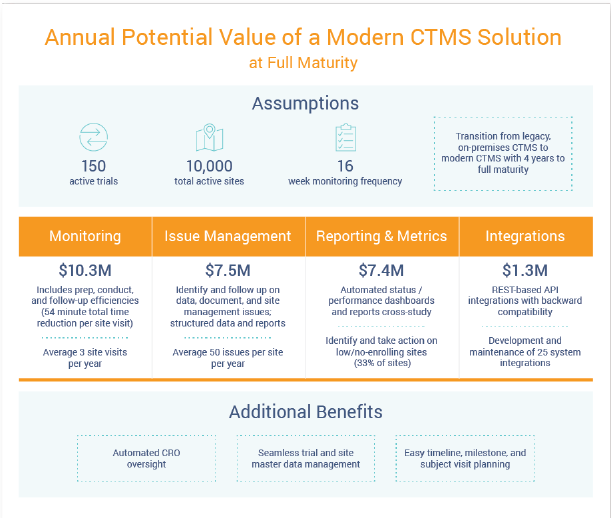 Annual Potential Value of a Modern CTMS Solution
at Full Maturity
Assumptions
150
active trials
10,000
total active sites
16
week monitoring frequency
Transition from legacy,
on-premises CTMS to
modern CTMS with 4 years to
full maturity
Monitoring
$10.3M
Includes prep, conduct,
and follow-up efficiencies
(54 minute total time
reduction per site visit)
Average 3 site visits
per year
Issue Management
$7.5M
Identify and follow up on
data, document, and site
management issues;
structured data and reports
Average 50 issues per site
per year
Reporting & Metrics
$7.4M
Automated status /
performance dashboards
and reports cross-study
Identify and take action on
low/no-enrolling sites
(33% of sites)
Integrations
$1.3M
REST-based API
integrations with backward
compatibility
Development and
maintenance of 25 system
integrations
Additional Benefits
Automated CRO
oversight
Seamless trial and site
master data management
Easy timeline, milestone, and
subject visit planning